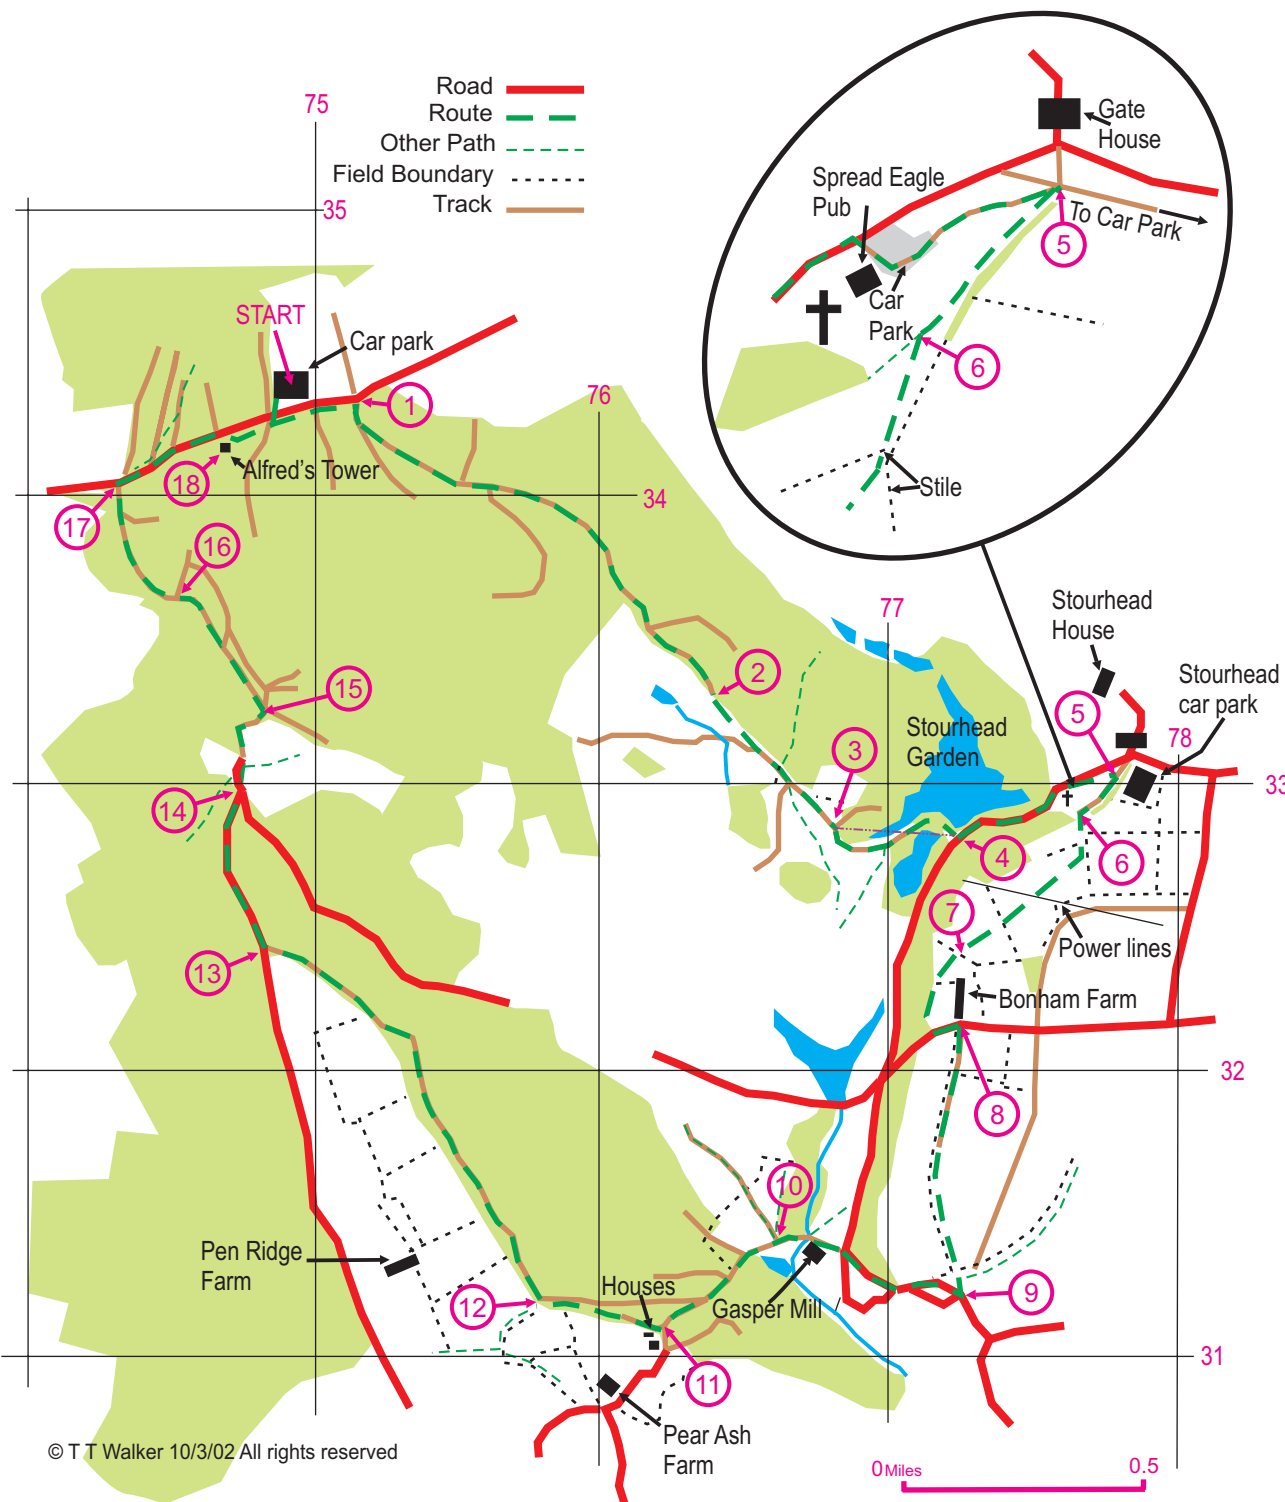 Road
Route
Other Path
Field Boundary
Track
75
35
START
Car park
1
76
Alfred's Tower
18
17
34
16
Gate
House
Spread Eagle
Pub
To Car Park
5
Car
Park
6
Stile
77
Stourhead
House
Stourhead
car park
2
15
5
78
3
Stourhead
Garden
33
14
4
6
7
Power lines
13
Bonham Farm
32
8
10
Pen Ridge
Farm
Houses
12
Gasper Mill
9
31
11
Pear Ash
Farm
© T T Walker 10/3/02 All rights reserved
0 Miles
0.5